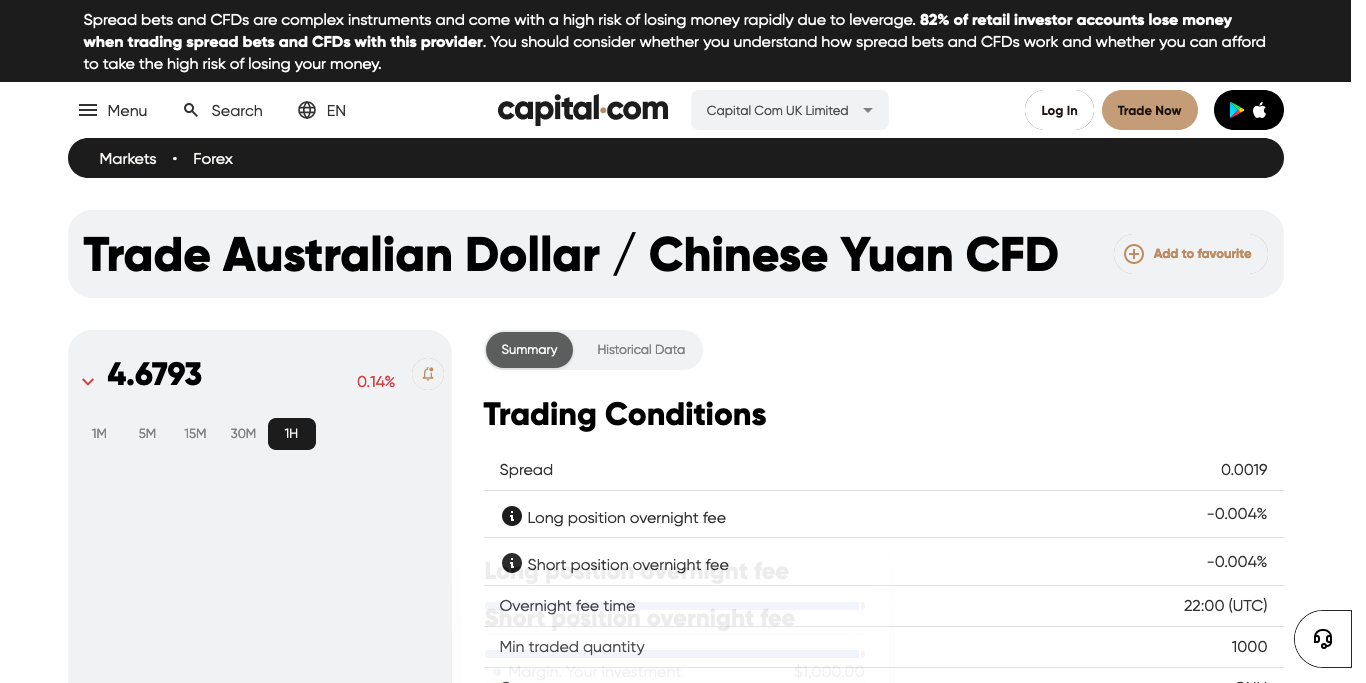 Spread bets and CFDs are complex instruments and come with a high risk of losing money rapidly due to leverage. 82% of retail investor accounts lose money
when trading spread bets and CFDs with this provider. You should consider whether you understand how spread bets and CFDs work and whether you can afford
to take the high risk of losing your money.
Menu Search EN capital.com Capital Com UK Limited Log In Trade Now
Markets • Forex
Trade Australian Dollar / Chinese Yuan CFD Add to favourite
4.6793 0.14%
1M 5M 15M 30M 1H
Summary Historical Data
Trading Conditions
Spread 0.0019
Long position overnight fee -0.004%
Short position overnight fee -0.004%
Long position overnight fee
Overnight fee time 22:00 (UTC)
Short position overnight fee
Min traded quantity 1000
Margin. Your investment $1,000.00